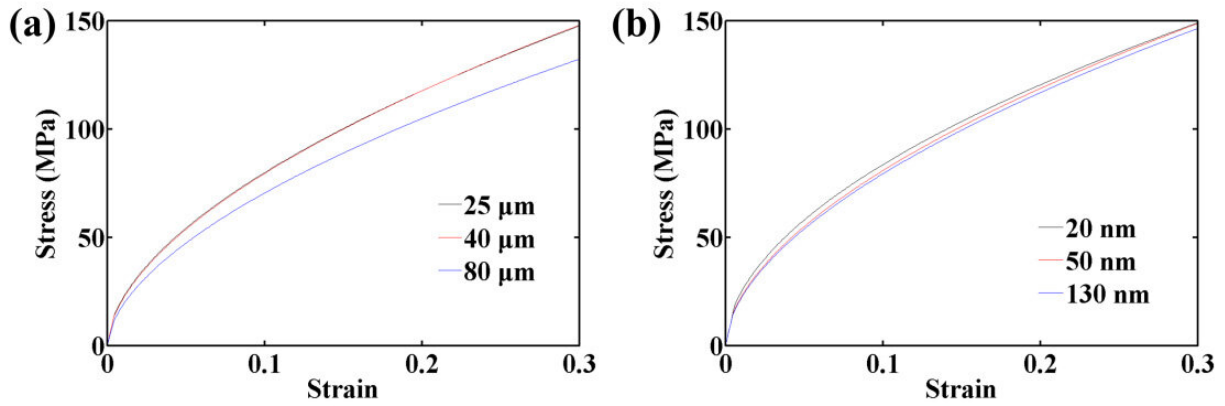 (a)
150
100
50
0
Stress (MPa)
25 μm
40 μm
80 μm
0 0.1 0.2 0.3
Strain
(b)
150
100
50
0
Stress (MPa)
20 nm
50 nm
130 nm
0 0.1 0.2 0.3
Strain